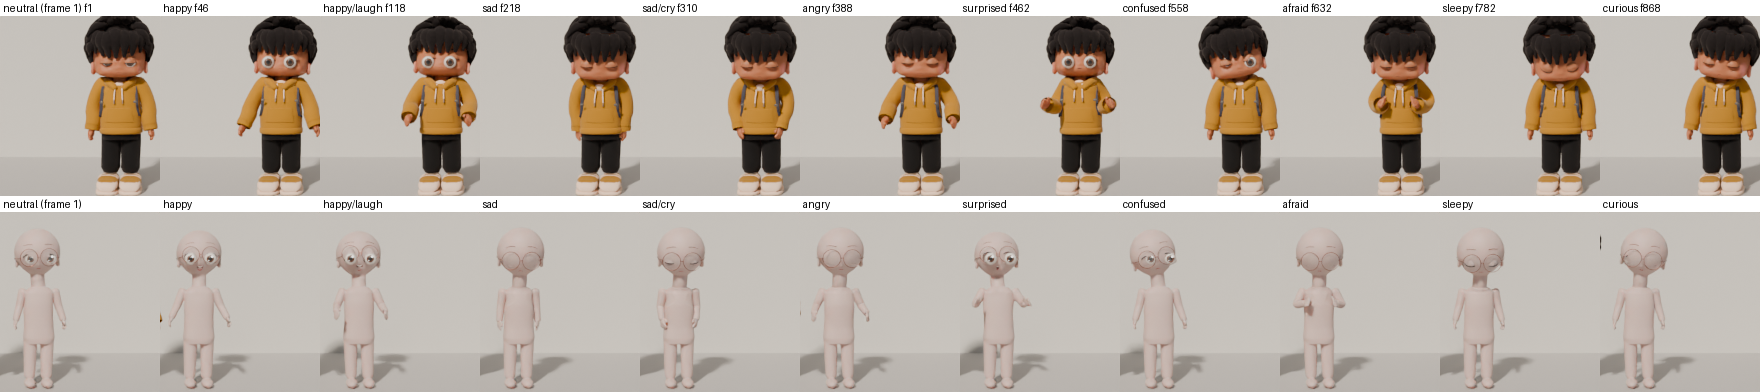 neutral (frame 1) f1 happy f46 happy/laugh f118 sad f218 sad/cry f310 angry f388 surprised f462 confused f558 afraid f632 sleepy f782 curious f868
neutral (frame 1) happy happy/laugh sad sad/cry angry surprised confused afraid sleepy curious